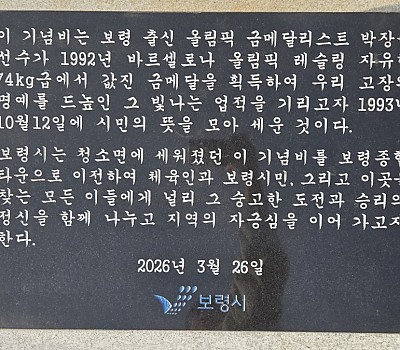 이 기념비는 보령 출신 올림픽 금메달리스트 박장
선수가 1992년 바르셀로나 올림픽 레슬링 자유
74kg급에서 값진 금메달을 획득하여 우리 고장
명예를 드높인 그 빛나는 업적을 기리고자 1993
10월12일에 시민의 뜻을 모아 세운 것이다.
보령시는 청소면에 세워졌던 이 기념비를 보령종합
타운으로 이전하여 체육인과 보령시민, 그리고 이곳
찾는 모든 이들에게 널리 그 숭고한 도전과 승리의
정신을 함께 나누고 지역의 자긍심을 이어 가고자
한다.
2026년 3월 26일
보령시